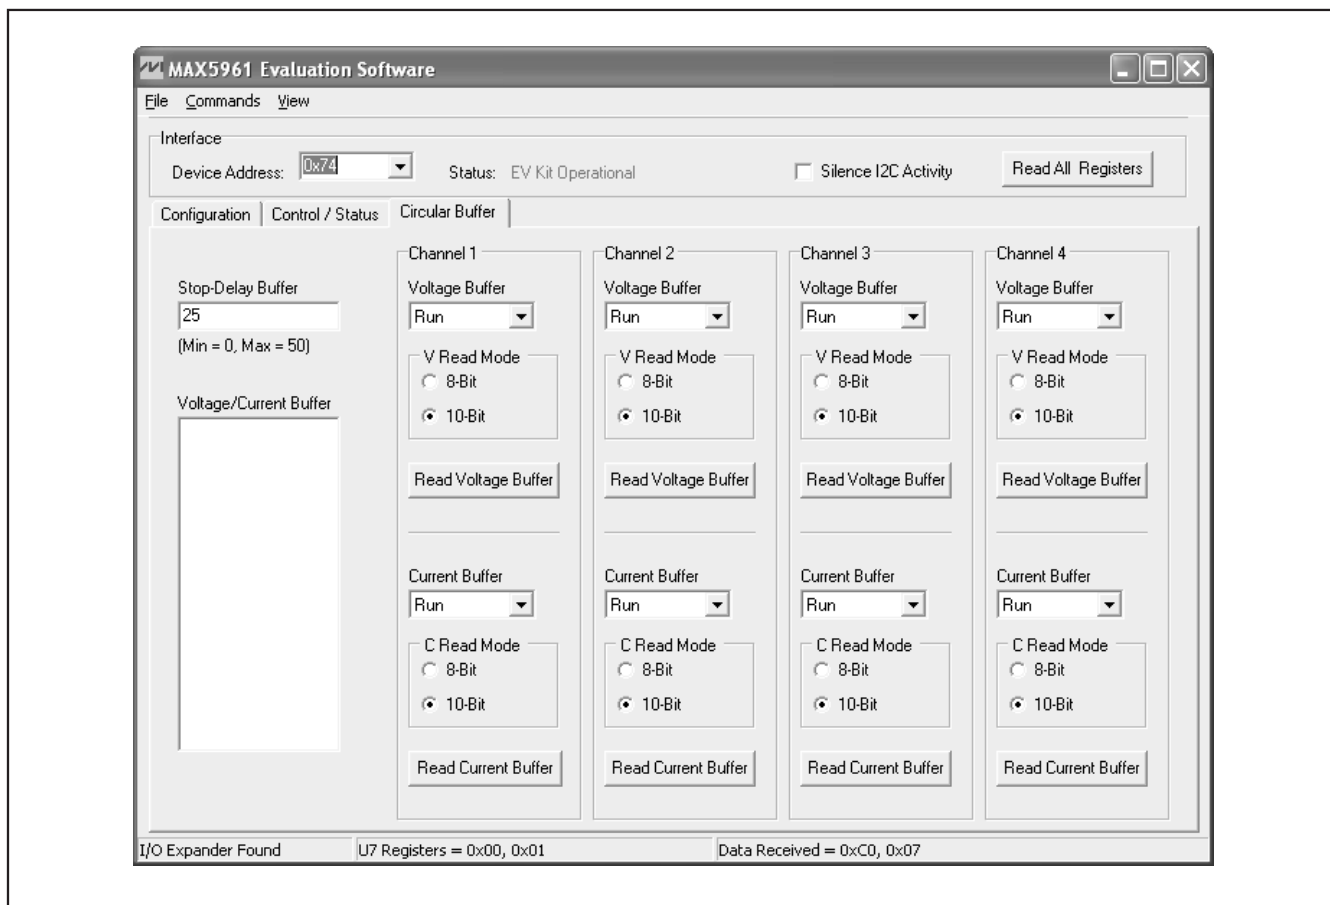 MAX5961 Evaluation Software
File Commands View
Interface
Device Address: 0x74 Status: EV Kit Operational Silence I2C Activity Read All Registers
Configuration Control / Status Circular Buffer
Channel 1 Channel 2 Channel 3 Channel 4
Stop-Delay Buffer Voltage Buffer Voltage Buffer Voltage Buffer Voltage Buffer
25 Run Run Run Run
(Min = 0, Max = 50) V Read Mode V Read Mode V Read Mode V Read Mode
8-Bit 8-Bit 8-Bit 8-Bit
Voltage/Current Buffer 10-Bit 10-Bit 10-Bit 10-Bit
Read Voltage Buffer Read Voltage Buffer Read Voltage Buffer Read Voltage Buffer
Current Buffer Current Buffer Current Buffer Current Buffer
Run Run Run Run
C Read Mode C Read Mode C Read Mode C Read Mode
8-Bit 8-Bit 8-Bit 8-Bit
10-Bit 10-Bit 10-Bit 10-Bit
Read Current Buffer Read Current Buffer Read Current Buffer Read Current Buffer
I/O Expander Found U7 Registers = 0x00, 0x01 Data Received = 0xC0, 0x07